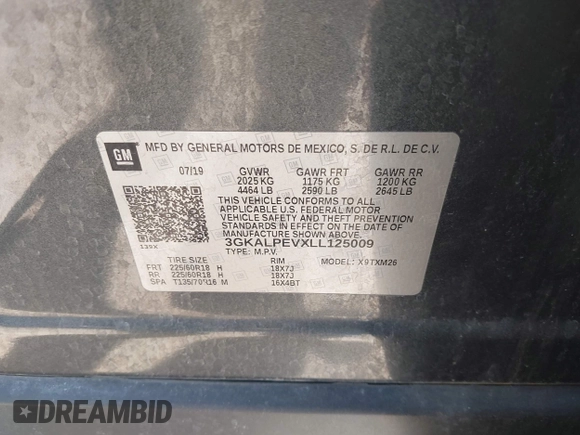 GM
MFD BY GENERAL MOTORS DE MEXICO, S. DE R.L. DE C.V.
07/19 GVWR GAWR FRT GAWR RR
2025 KG 1175 KG 1200 KG
4464 LB 2590 LB 2645 LB
THIS VEHICLE CONFORMS TO ALL
APPLICABLE U.S. FEDERAL MOTOR
VEHICLE SAFETY AND THEFT PREVENTION
STANDARDS IN EFFECT ON THE DATE OF
MANUFACTURE SHOWN ABOVE.
3GKALPEVXLL125009
TYPE: M.P.V.
TIRE SIZE RIM MODEL: X9TXM26
FRT 225/60R18 H 18X7J
RR 225/60R18 H 18X7J
SPA T135/70R16 M 16X4BT
DREAMBID